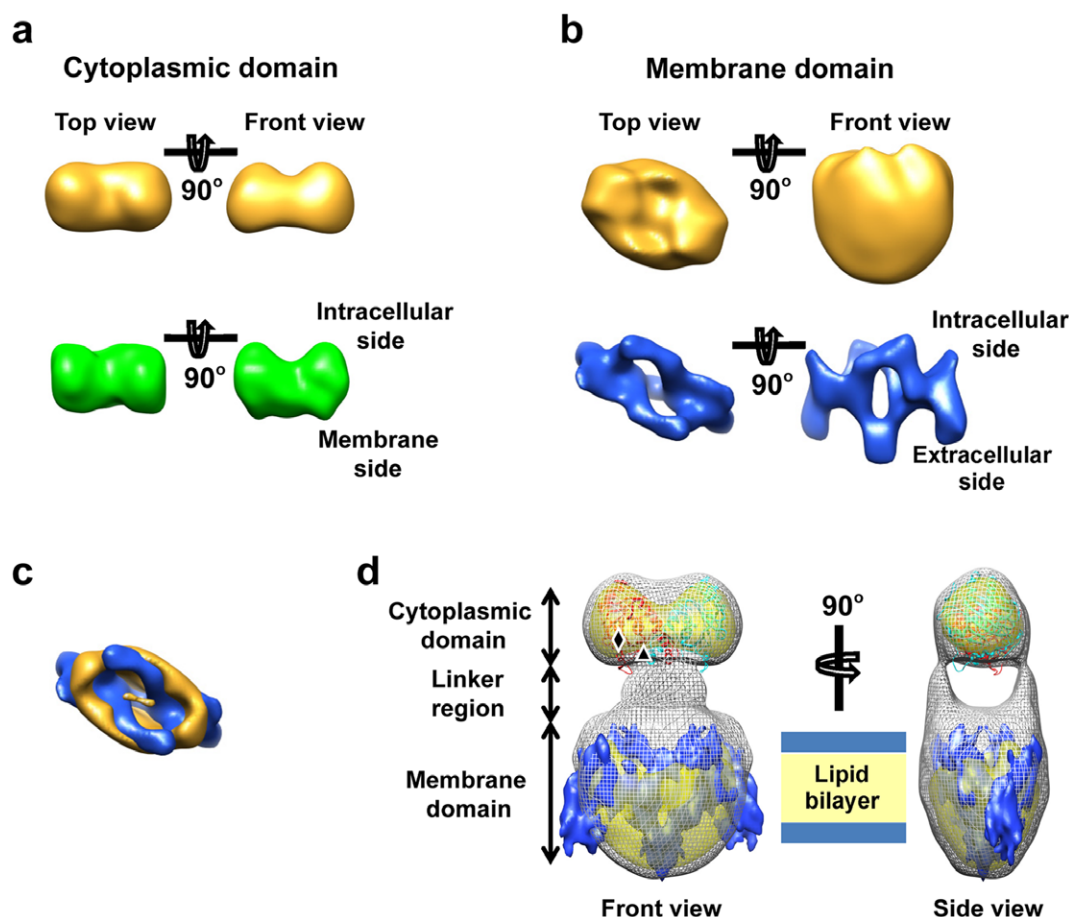 a
Cytoplasmic domain
Top view
Front view
90°
Intracellular
side
90°
Membrane
side
b
Membrane domain
Top view
Front view
90°
Intracellular
side
90°
Extracellular
side
c
d
Cytoplasmic
domain
Linker
region
Membrane
domain
90°
Lipid
bilayer
Front view
Side view